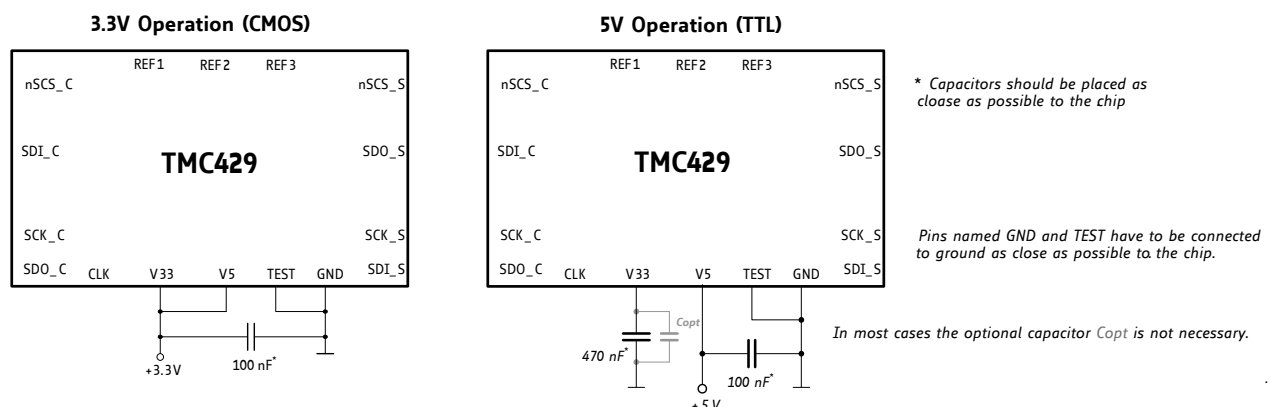 3.3V Operation (CMOS)
REF1 REF2 REF3
nSCS_C nSCS_S
SDI_C TMC429 SDO_S
SCK_C SCK_S
SDO_C CLK V33 V5 TEST GND SDI_S
100 nF*
+3.3V
5V Operation (TTL)
REF1 REF2 REF3
nSCS_C nSCS_S
SDI_C TMC429 SDO_S
SCK_C SCK_S
SDO_C CLK V33 V5 TEST GND SDI_S
Copt
470 nF*
100 nF*
+5V
* Capacitors should be placed as
cloase as possible to the chip
Pins named GND and TEST have to be connected
to ground as close as possible to the chip.
In most cases the optional capacitor Copt is not necessary.
.